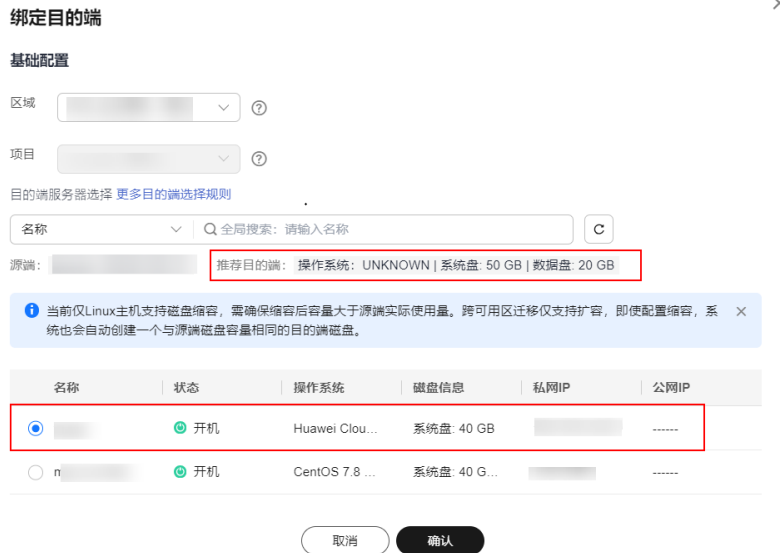 绑定目的端
基础配置
区域
项目
目的端服务器选择 更多目的端选择规则
名称 全局搜索：请输入名称
源端： 推荐目的端： 操作系统：UNKNOWN | 系统盘: 50 GB | 数据盘: 20 GB
当前仅Linux主机支持磁盘缩容，需确保缩容后容量大于源端实际使用量。跨可用区迁移仅支持扩容，即使配置缩容，系
统也会自动创建一个与源端磁盘容量相同的目的端磁盘。
名称 状态 操作系统 磁盘信息 私网IP 公网IP
开机 Huawei Clou... 系统盘: 40 GB ------
开机 CentOS 7.8 ... 系统盘: 40 G... ------
取消 确认